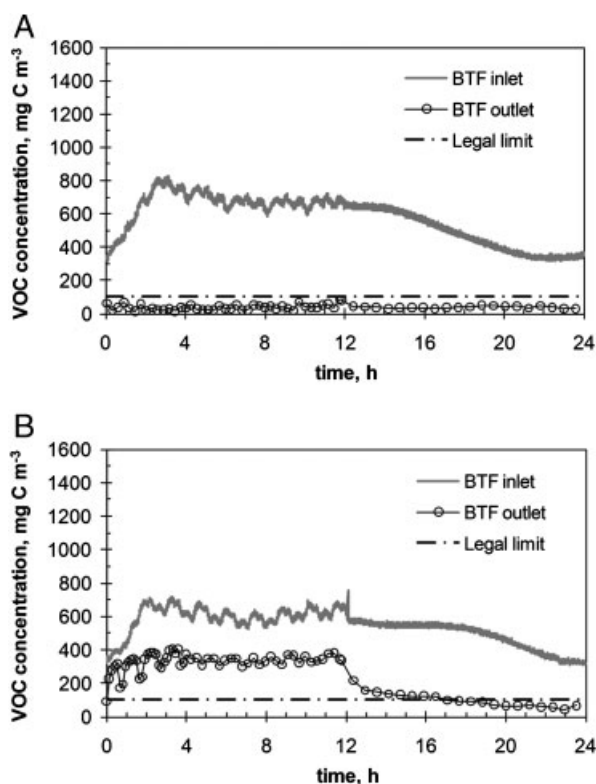 A
VOC concentration, mg C m-3
1600
1400
1200
1000
800
600
400
200
0
BTF inlet
BTF outlet
Legal limit
0 4 8 12 16 20 24
time, h
B
VOC concentration, mg C m-3
1600
1400
1200
1000
800
600
400
200
0
BTF inlet
BTF outlet
Legal limit
0 4 8 12 16 20 24
time, h